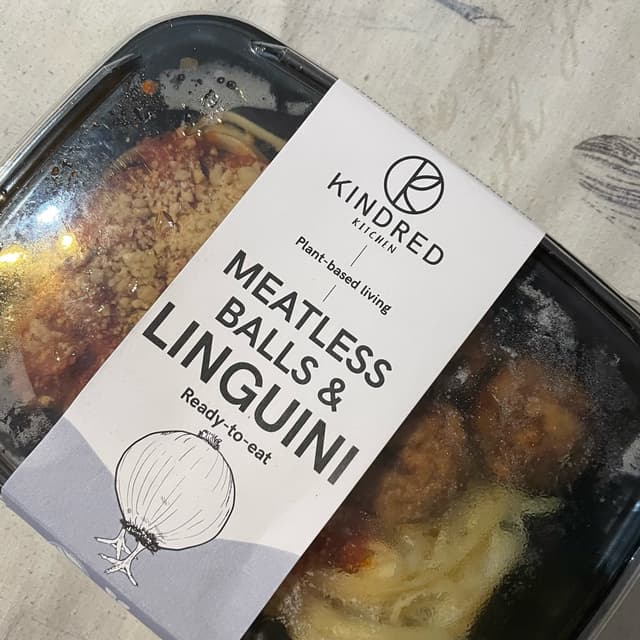 KINDRED
KITCHEN
Plant-based living
MEATLESS
BALLS &
LINGUINI
Ready-to-eat